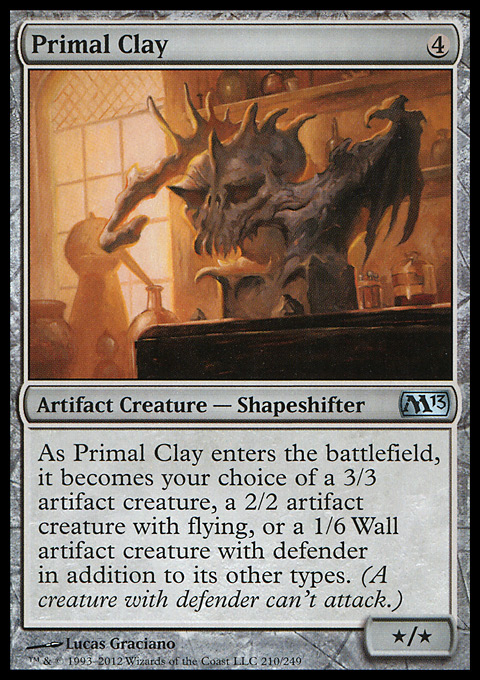 Primal Clay 4
Artifact Creature — Shapeshifter M13
As Primal Clay enters the battlefield,
it becomes your choice of a 3/3
artifact creature, a 2/2 artifact
creature with flying, or a 1/6 Wall
artifact creature with defender
in addition to its other types. (A
creature with defender can't attack.)
Lucas Graciano
★/★
™ & © 1993–2012 Wizards of the Coast LLC 210/249